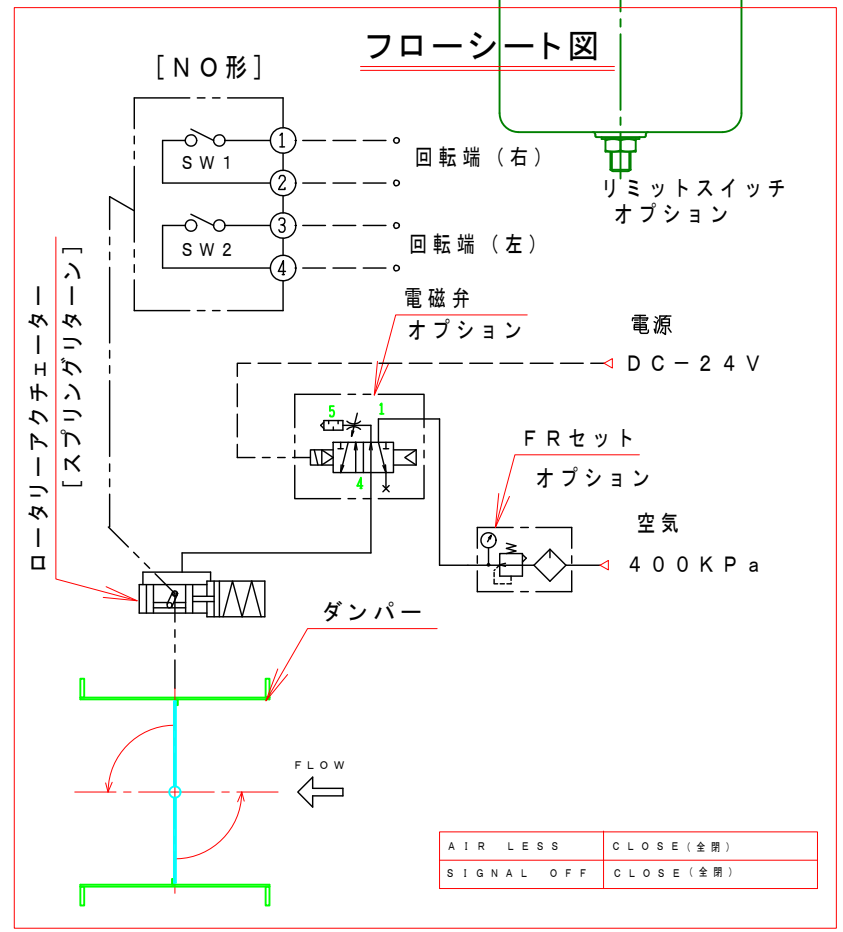 フローシート図
[NO形]
1
SW1
2
回転端(右)
3
SW2
4
回転端(左)
リミットスイッチ
オプション
ロータリーアクチェーター
[スプリングリターン]
電磁弁
オプション
電源
DC-24V
5
1
4
FRセット
オプション
空気
400KPa
ダンパー
FLOW
AIR LESS CLOSE(全閉)
SIGNAL OFF CLOSE(全閉)